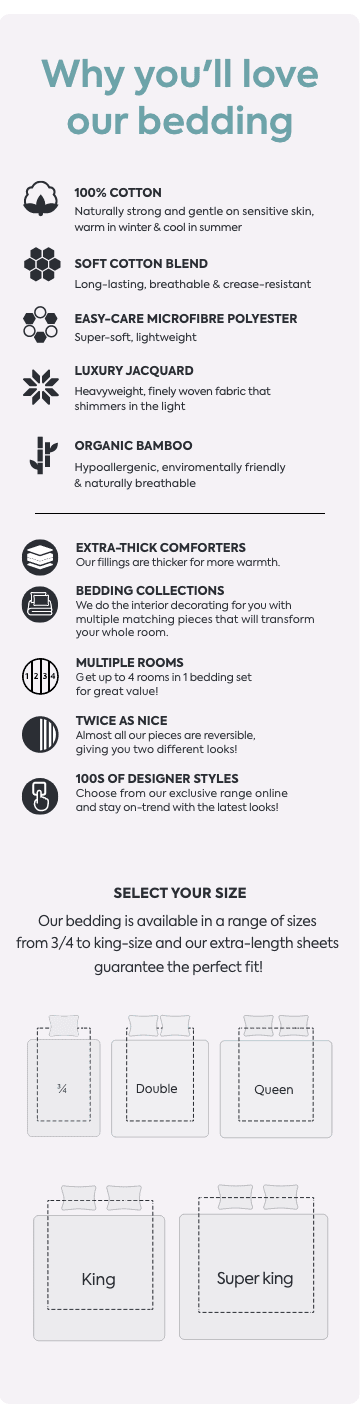 Why you'll love
our bedding
100% COTTON
Naturally strong and gentle on sensitive skin,
warm in winter & cool in summer
SOFT COTTON BLEND
Long-lasting, breathable & crease-resistant
EASY-CARE MICROFIBRE POLYESTER
Super-soft, lightweight
LUXURY JACQUARD
Heavyweight, finely woven fabric that
shimmers in the light
ORGANIC BAMBOO
Hypoallergenic, enviromentally friendly
& naturally breathable
EXTRA-THICK COMFORTERS
Our fillings are thicker for more warmth.
BEDDING COLLECTIONS
We do the interior decorating for you with
multiple matching pieces that will transform
your whole room.
1 2 3 4
MULTIPLE ROOMS
Get up to 4 rooms in 1 bedding set
for great value!
TWICE AS NICE
Almost all our pieces are reversible,
giving you two different looks!
100S OF DESIGNER STYLES
Choose from our exclusive range online
and stay on-trend with the latest looks!
SELECT YOUR SIZE
Our bedding is available in a range of sizes
from 3/4 to king-size and our extra-length sheets
guarantee the perfect fit!
¾ Double Queen
King Super king